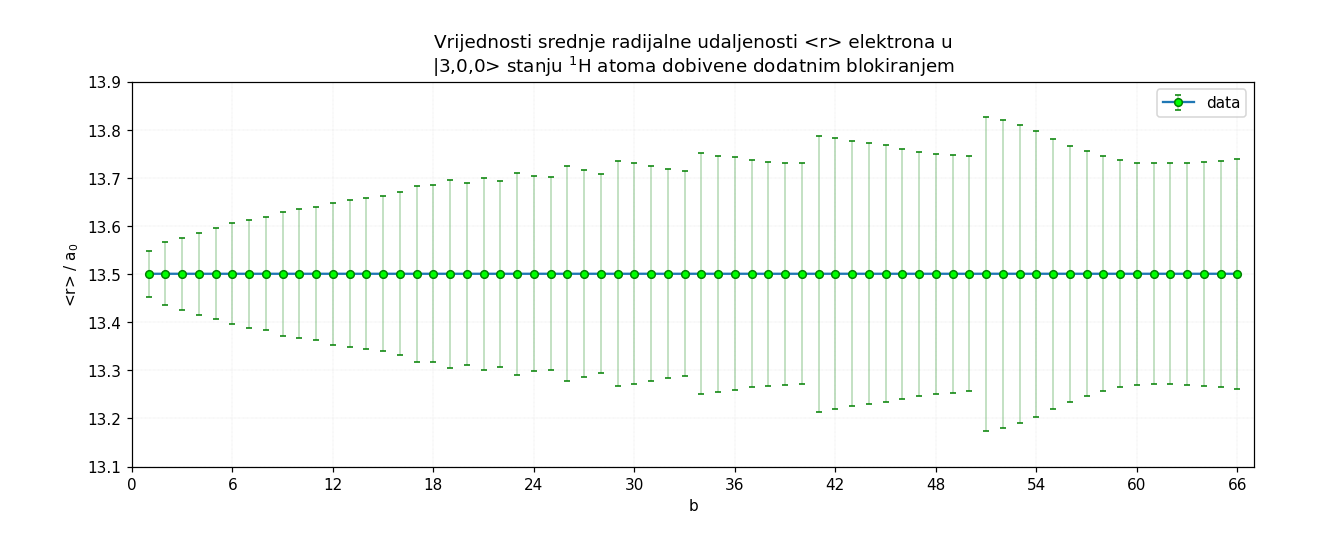 Vrijednosti srednje radijalne udaljenosti <r> elektrona u
|3,0,0> stanju ¹H atoma dobivene dodatnim blokiranjem
13.9
13.8
13.7
13.6
13.5
13.4
13.3
13.2
13.1
<r> / a₀
data
0 6 12 18 24 30 36 42 48 54 60 66
b